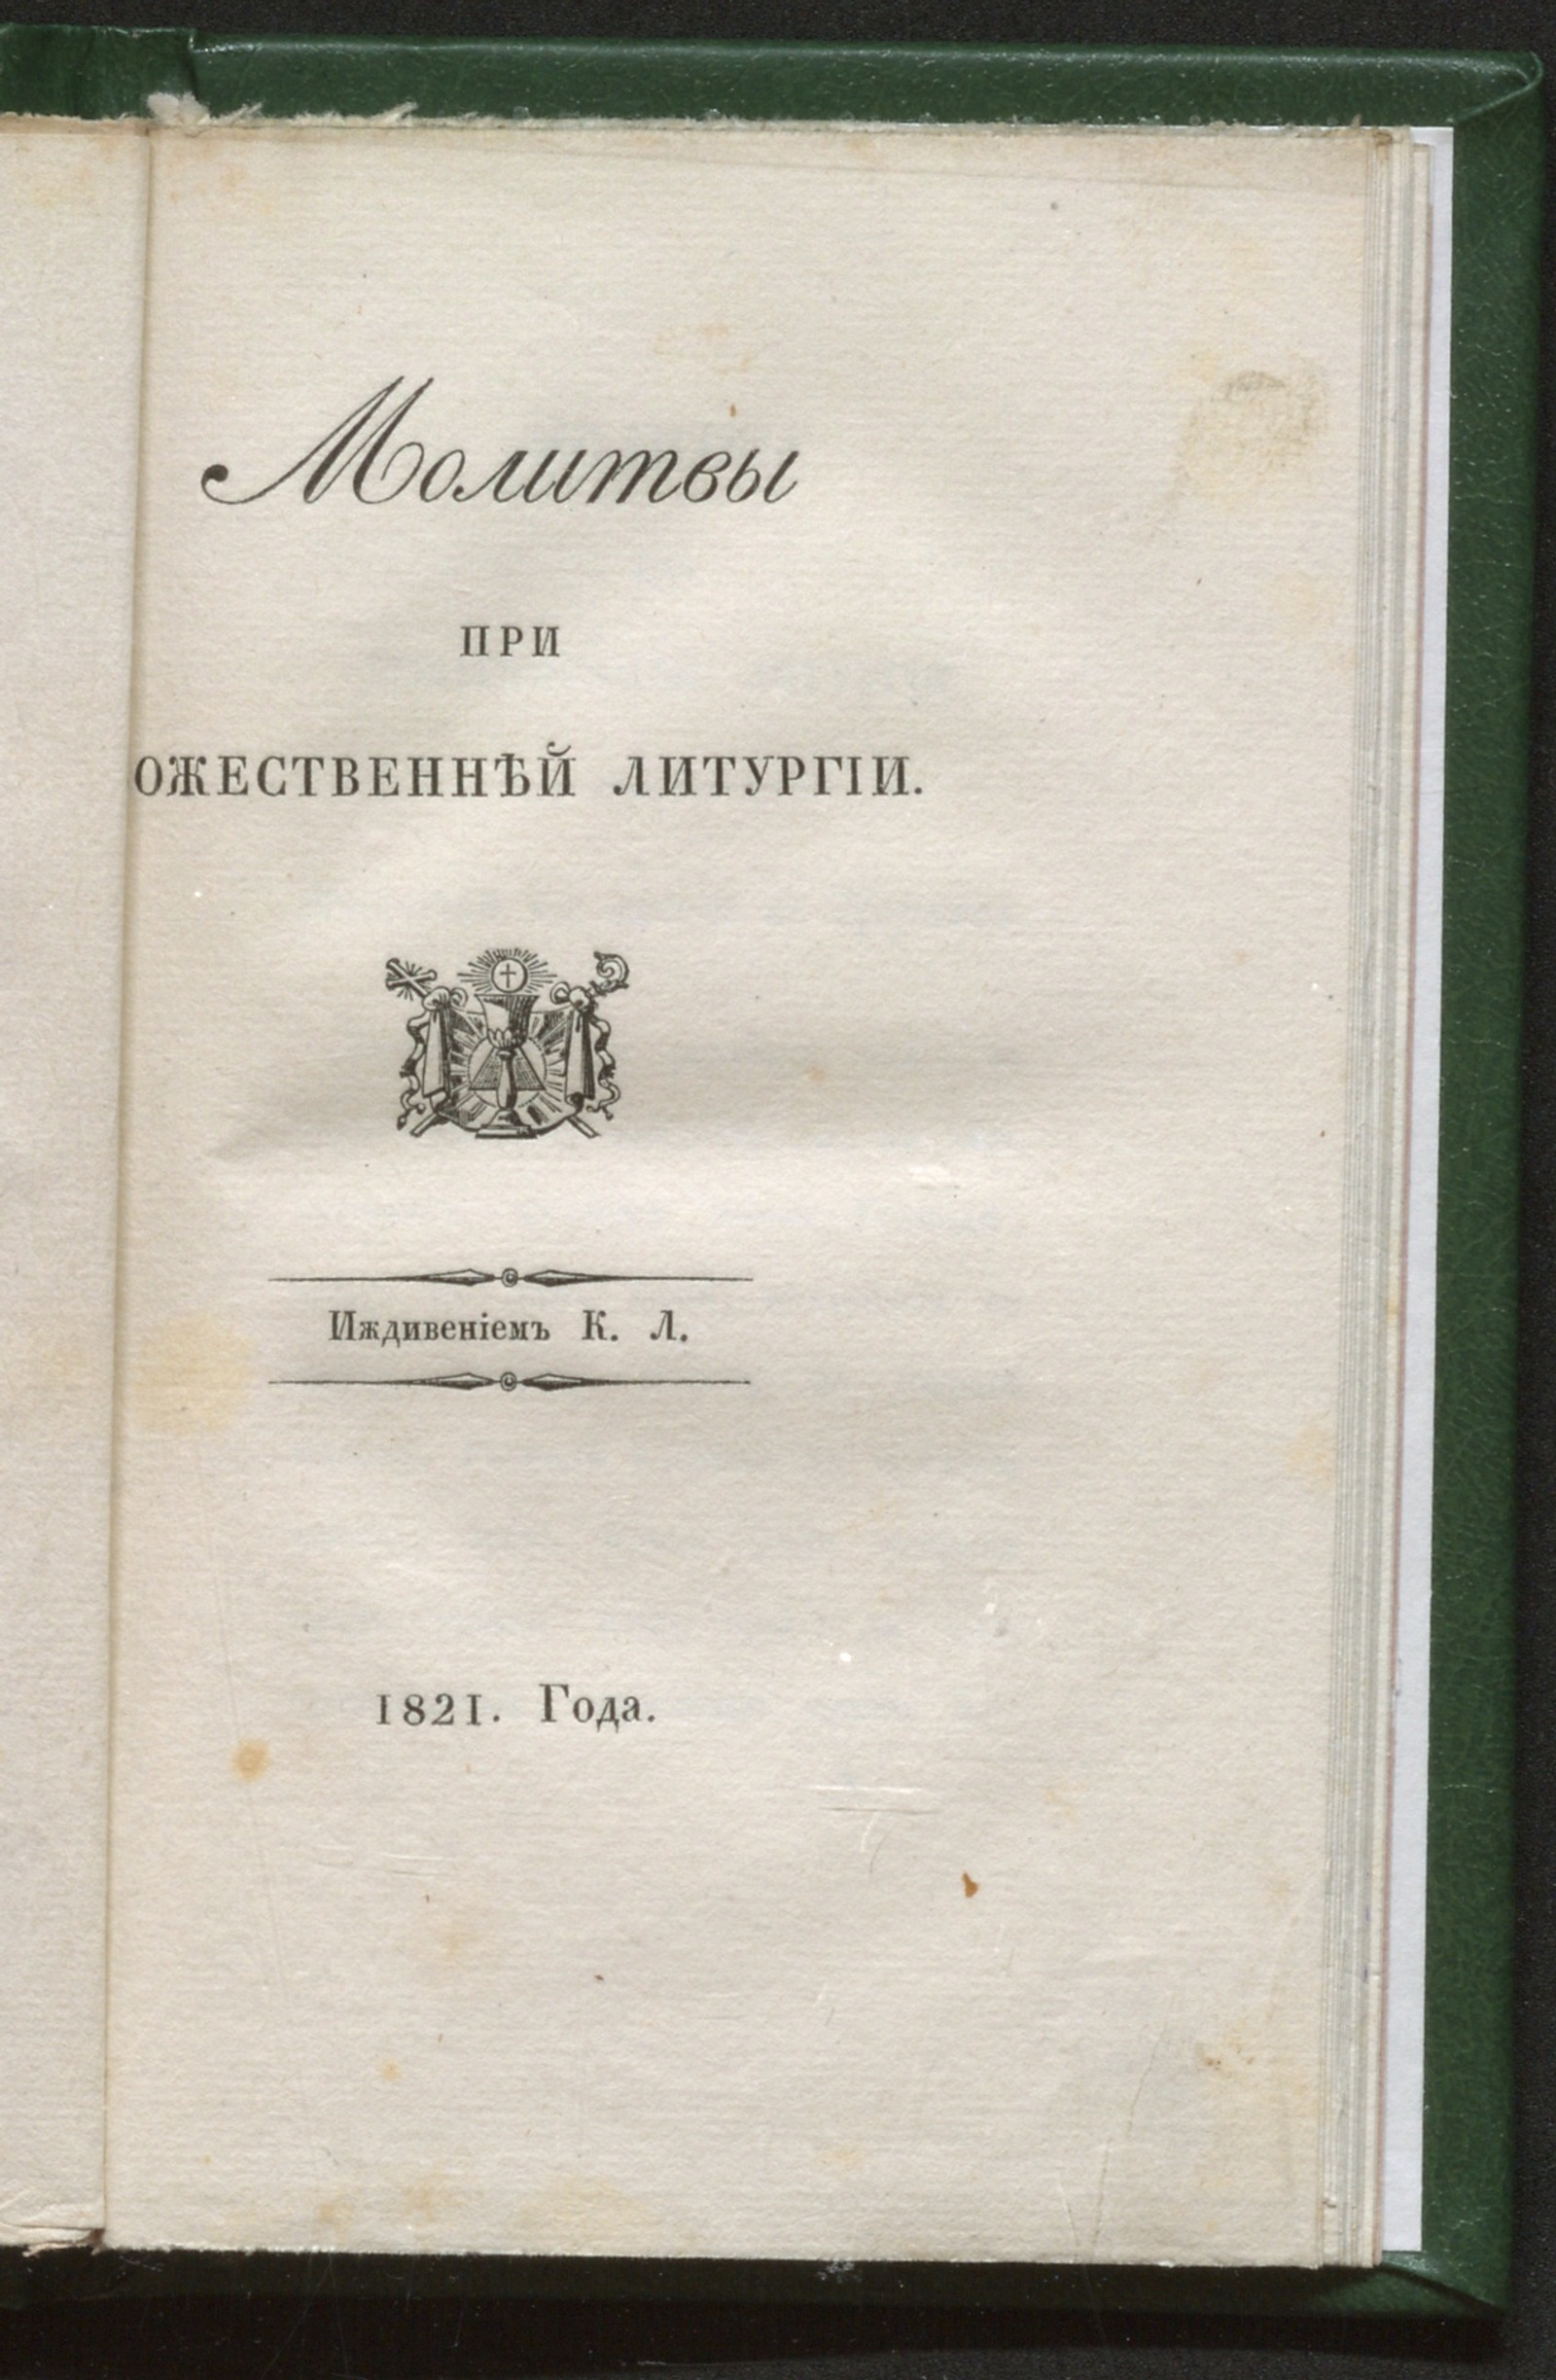 Молитвы
ПРИ
ОЖЕСТВЕННѢЙ ЛИТУРГІИ.
Иждивеніемъ К. Л.
1821. Года.